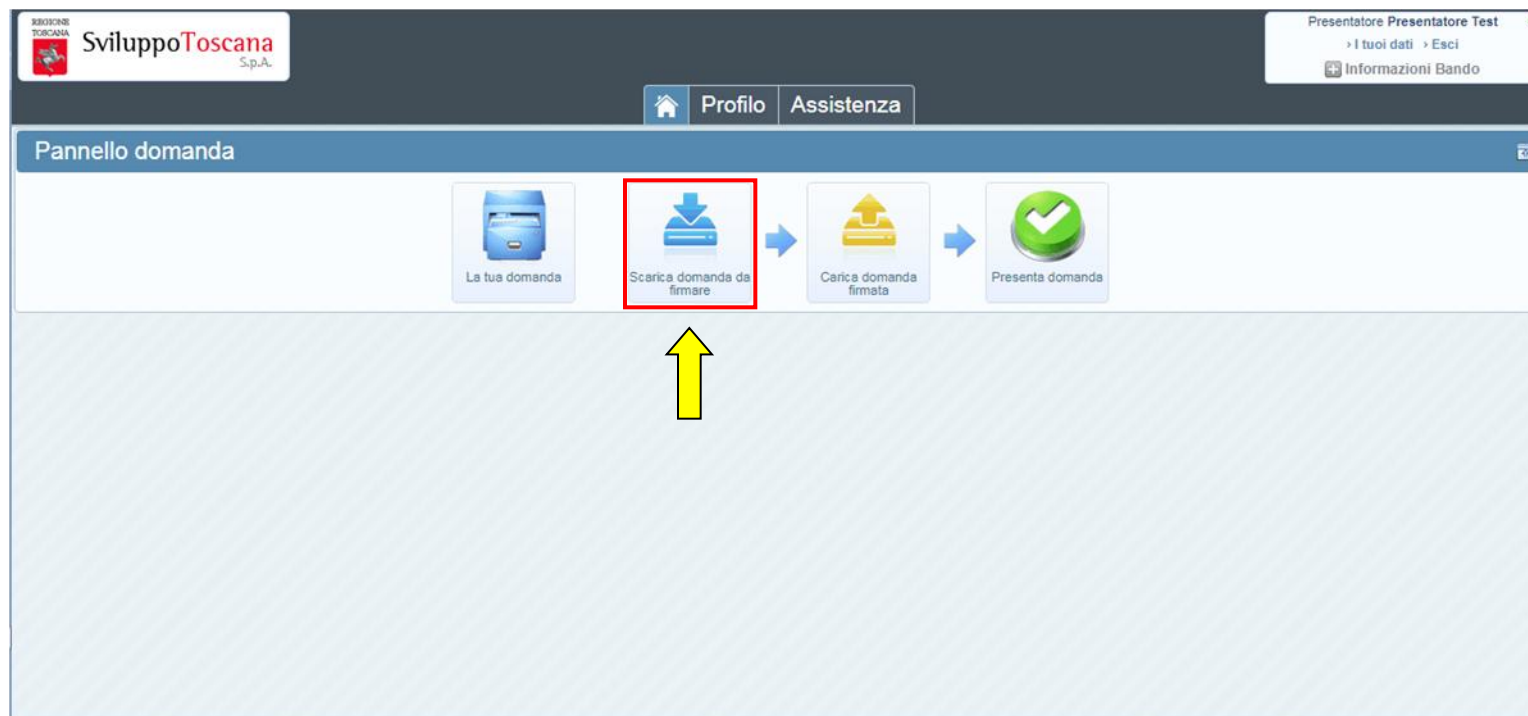 REGIONE
TOSCANA
SviluppoToscana
S.p.A.
Presentatore Presentatore Test
› I tuoi dati › Esci
Informazioni Bando
Profilo Assistenza
Pannello domanda
La tua domanda
Scarica domanda da
firmare
Carica domanda
firmata
Presenta domanda